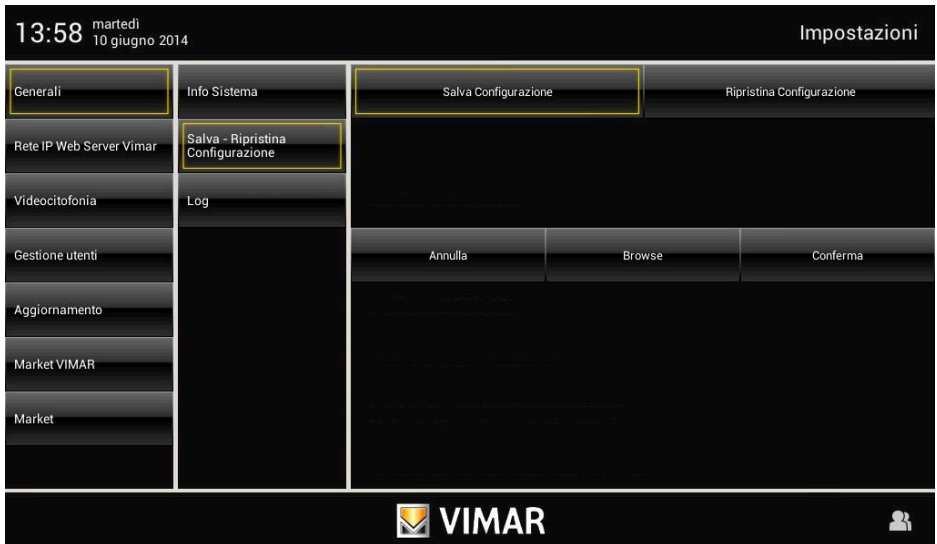 13:58 martedì
10 giugno 2014
Impostazioni
Generali
Info Sistema
Salva Configurazione
Ripristina Configurazione
Rete IP Web Server Vimar
Salva - Ripristina
Configurazione
Videocitofonia
Log
Gestione utenti
Annulla
Browse
Conferma
Aggiornamento
Market VIMAR
Market
VIMAR